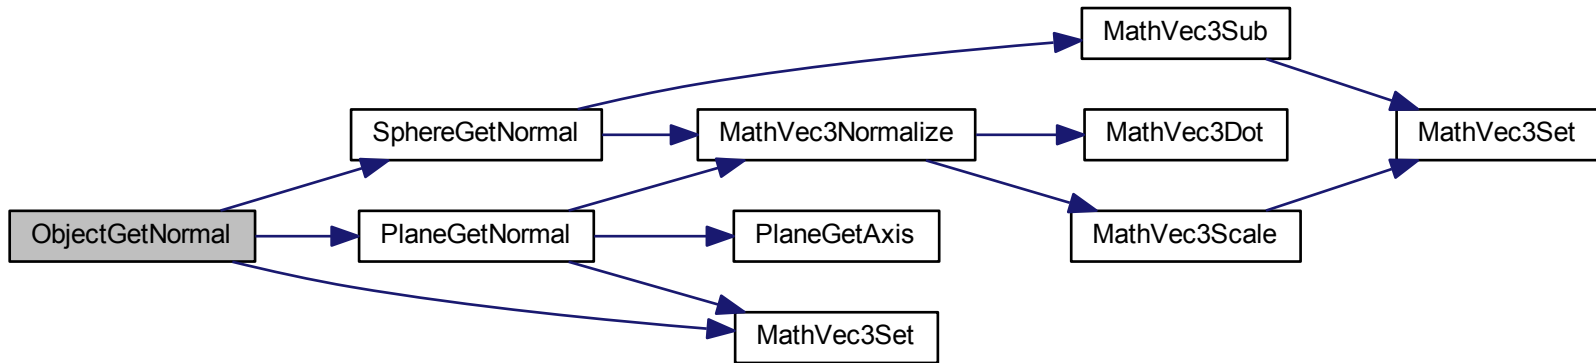 MathVec3Sub
SphereGetNormal
MathVec3Normalize
MathVec3Dot
MathVec3Set
ObjectGetNormal
PlaneGetNormal
PlaneGetAxis
MathVec3Scale
MathVec3Set